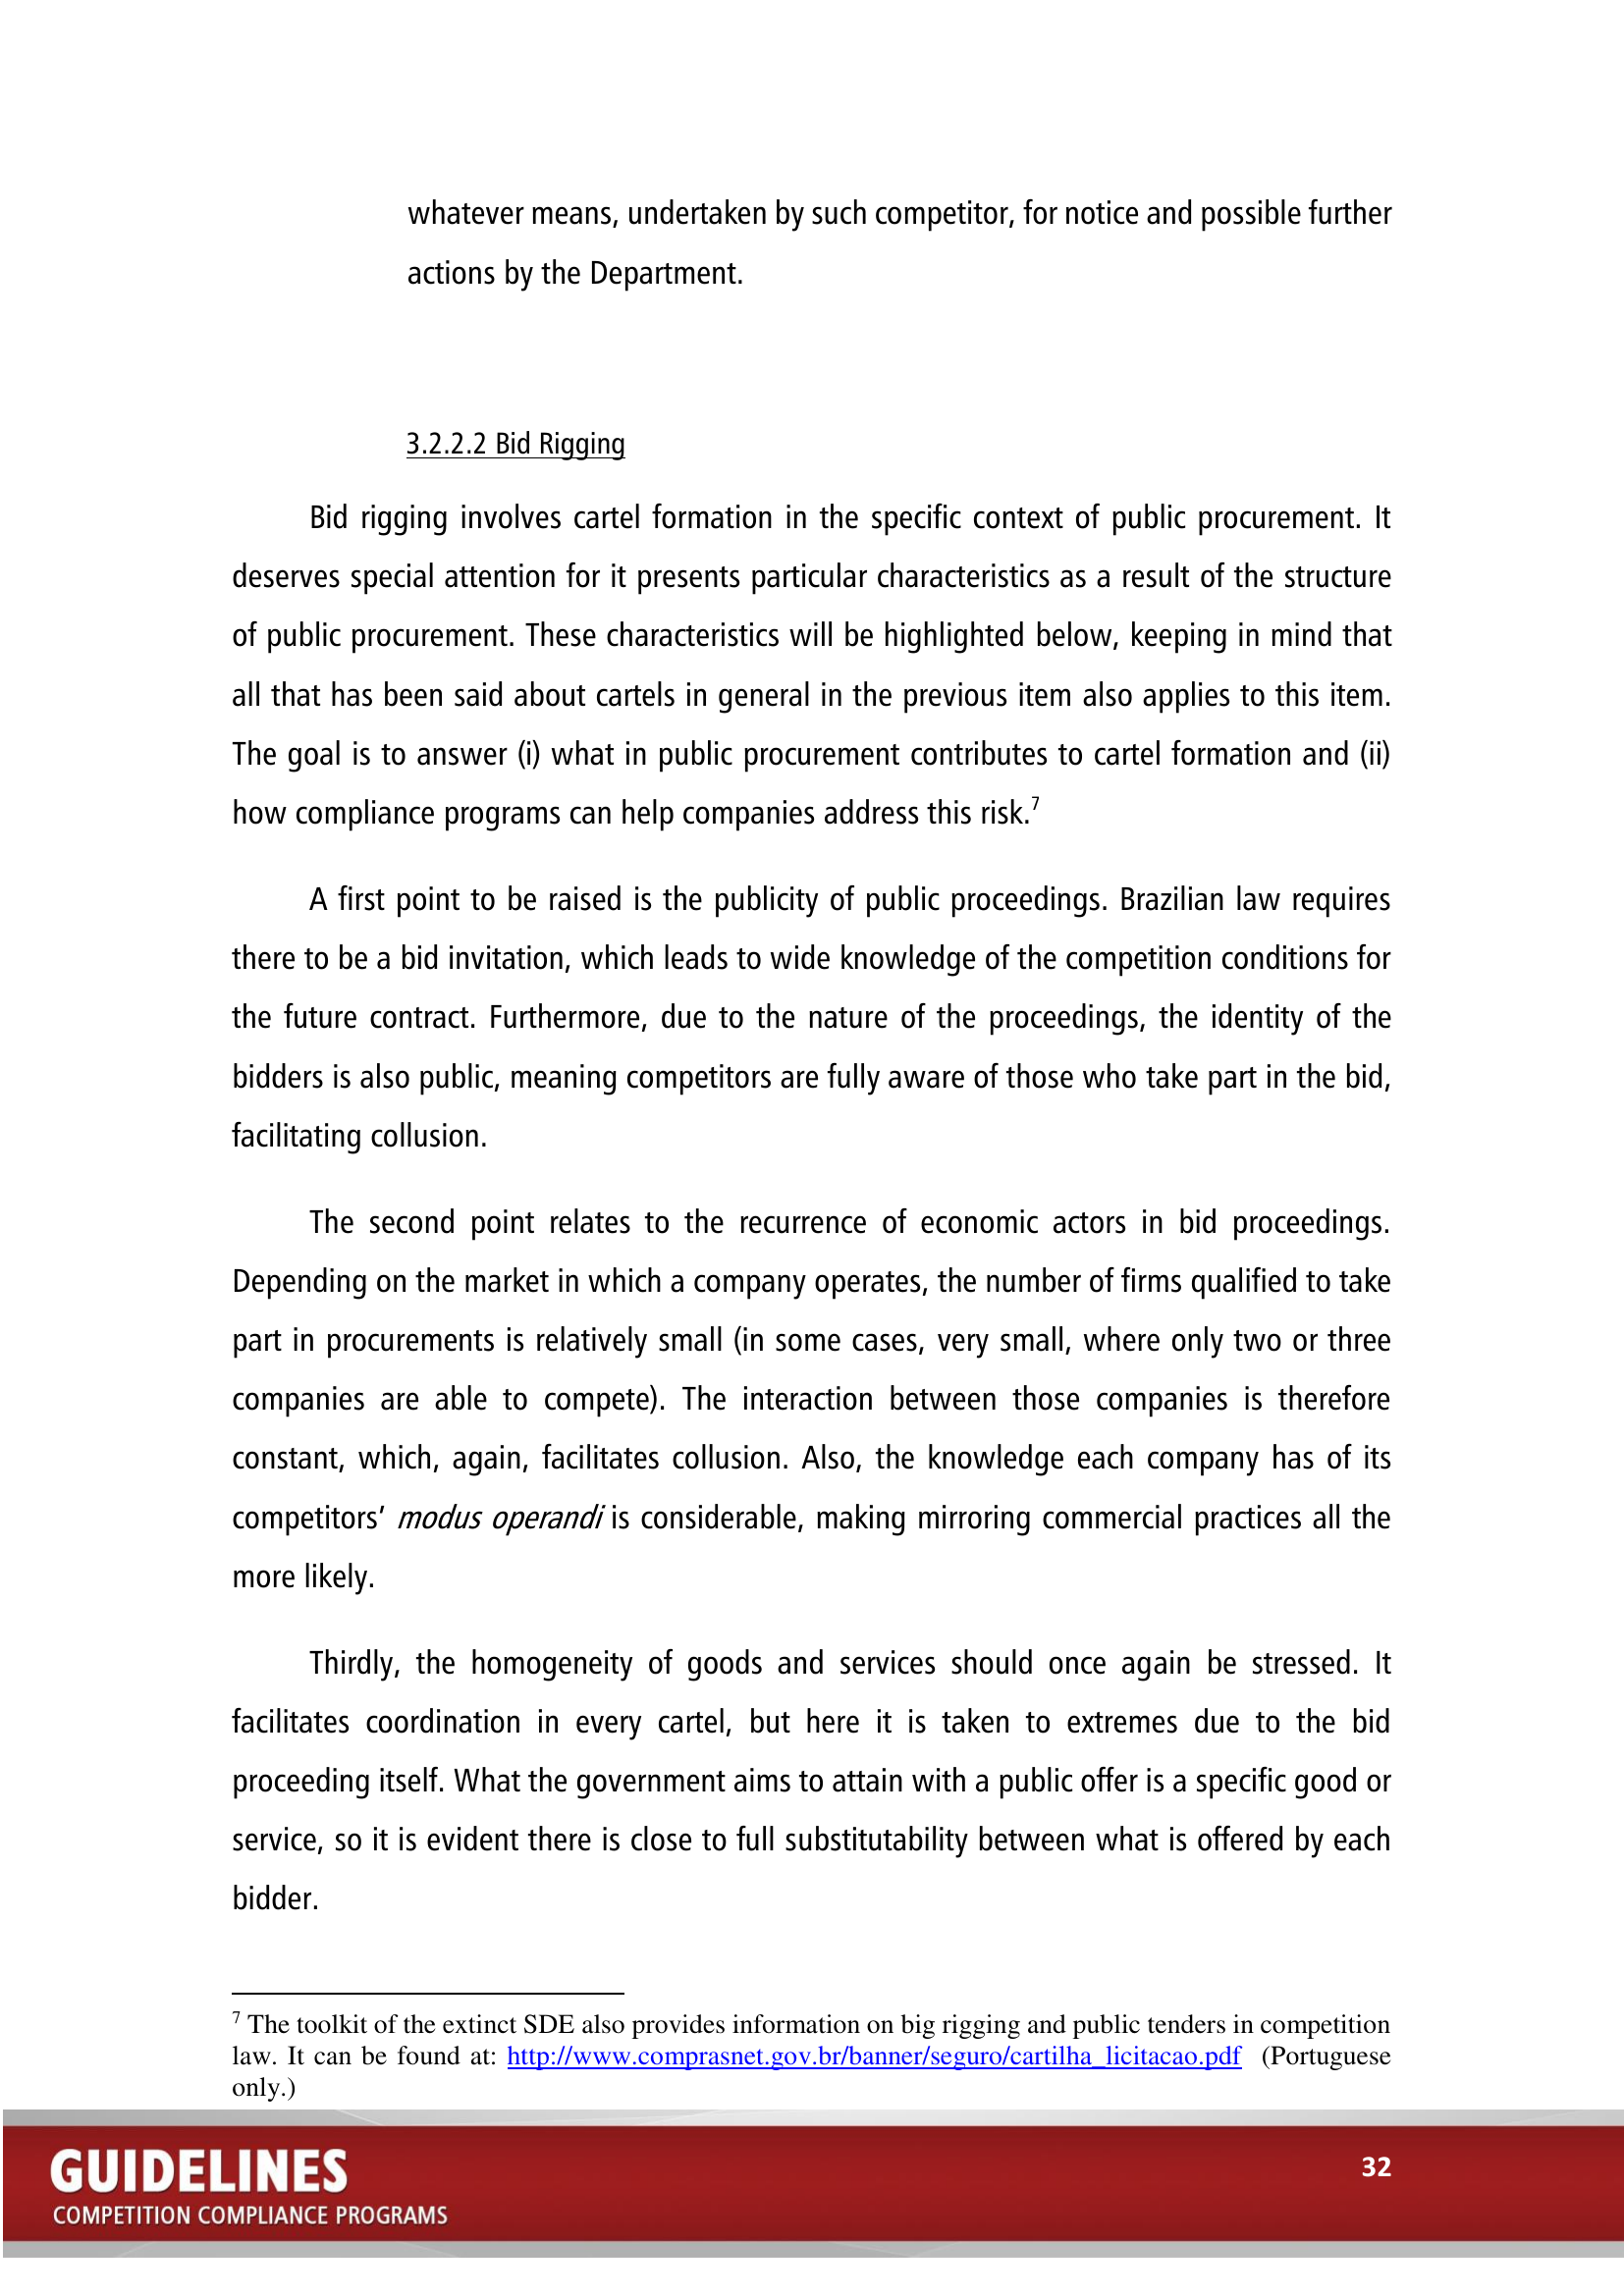 whatever means, undertaken by such competitor, for notice and possible further
actions by the Department.
3.2.2.2 Bid Rigging
Bid rigging involves cartel formation in the specific context of public procurement. It
deserves special attention for it presents particular characteristics as a result of the structure
of public procurement. These characteristics will be highlighted below, keeping in mind that
all that has been said about cartels in general in the previous item also applies to this item.
The goal is to answer (i) what in public procurement contributes to cartel formation and (ii)
how compliance programs can help companies address this risk.7
A first point to be raised is the publicity of public proceedings. Brazilian law requires
there to be a bid invitation, which leads to wide knowledge of the competition conditions for
the future contract. Furthermore, due to the nature of the proceedings, the identity of the
bidders is also public, meaning competitors are fully aware of those who take part in the bid,
facilitating collusion.
The second point relates to the recurrence of economic actors in bid proceedings.
Depending on the market in which a company operates, the number of firms qualified to take
part in procurements is relatively small (in some cases, very small, where only two or three
companies are able to compete). The interaction between those companies is therefore
constant, which, again, facilitates collusion. Also, the knowledge each company has of its
competitors’ modus operandi is considerable, making mirroring commercial practices all the
more likely.
Thirdly, the homogeneity of goods and services should once again be stressed. It
facilitates coordination in every cartel, but here it is taken to extremes due to the bid
proceeding itself. What the government aims to attain with a public offer is a specific good or
service, so it is evident there is close to full substitutability between what is offered by each
bidder.
7 The toolkit of the extinct SDE also provides information on big rigging and public tenders in competition
law. It can be found at: http://www.comprasnet.gov.br/banner/seguro/cartilha_licitacao.pdf (Portuguese
only.)
GUIDELINES
32
COMPETITION COMPLIANCE PROGRAMS